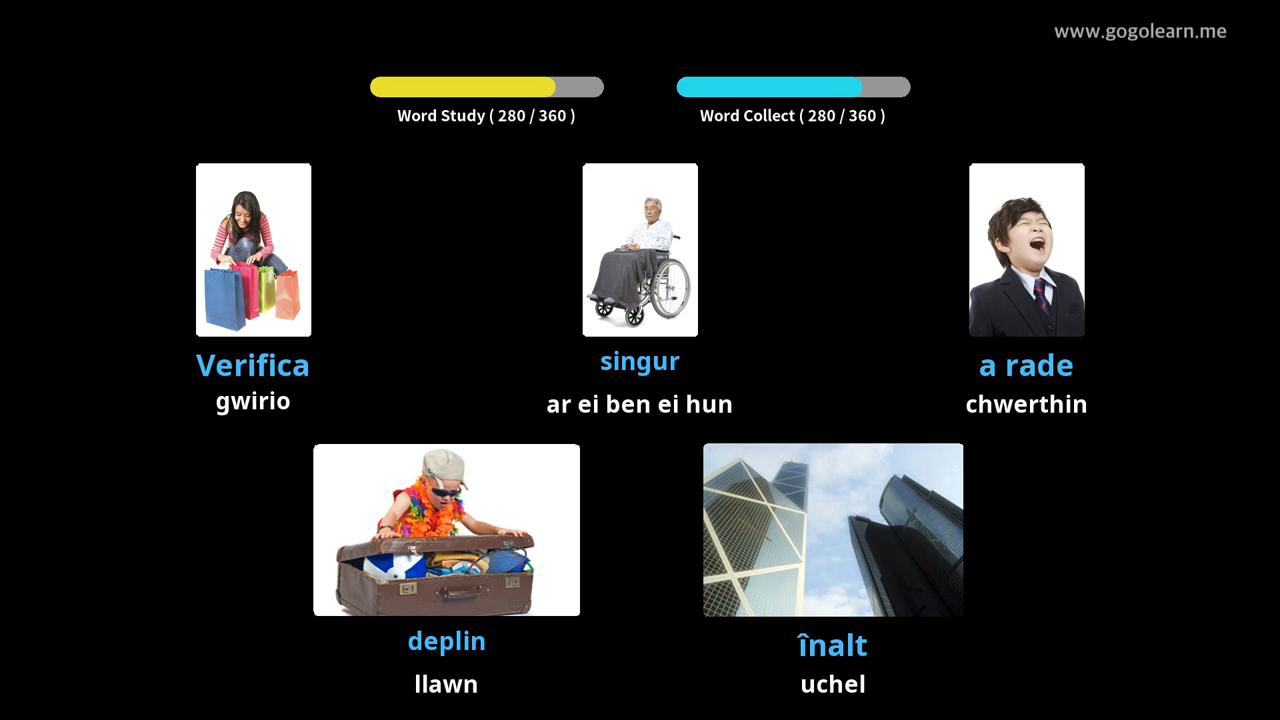 www.gogolearn.me
Word Study ( 280 / 360 )
Word Collect ( 280 / 360 )
Verifica
gwirio
singur
ar ei ben ei hun
a rade
chwerthin
deplin
llawn
înalt
uchel